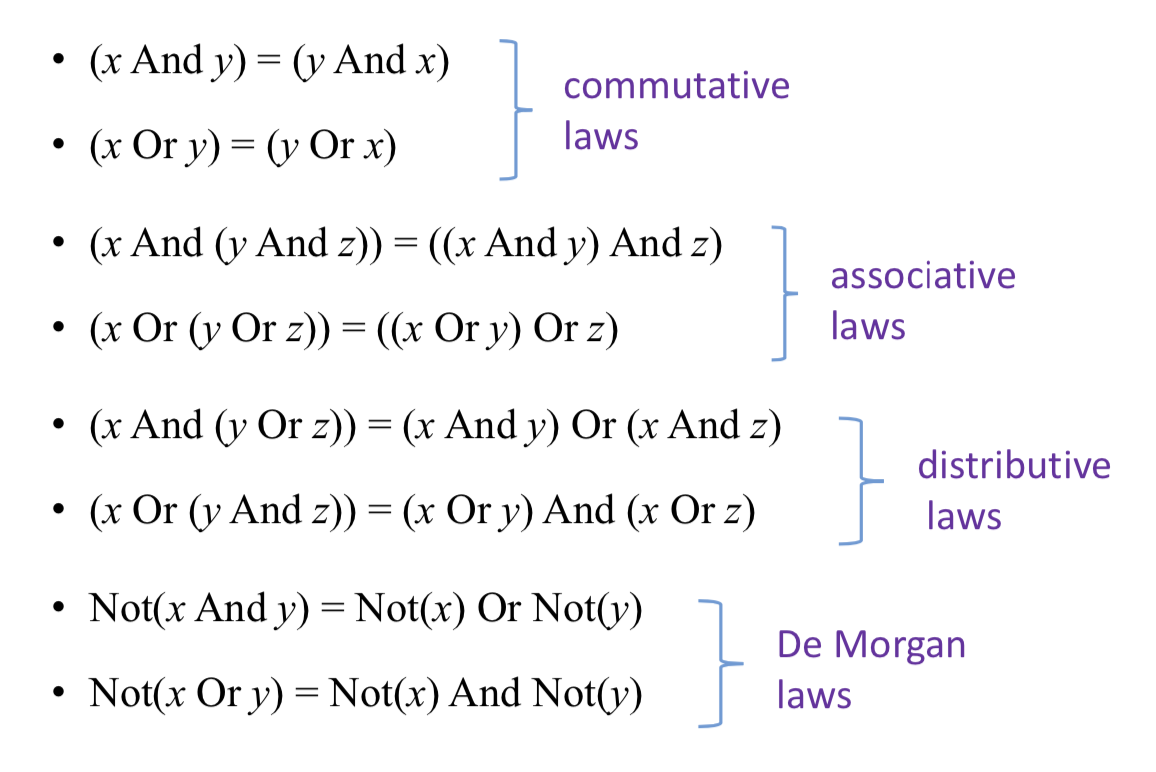 • (x And y) = (y And x)
• (x Or y) = (y Or x)
commutative
laws
• (x And (y And z)) = ((x And y) And z)
• (x Or (y Or z)) = ((x Or y) Or z)
associative
laws
• (x And (y Or z)) = (x And y) Or (x And z)
• (x Or (y And z)) = (x Or y) And (x Or z)
distributive
laws
• Not(x And y) = Not(x) Or Not(y)
• Not(x Or y) = Not(x) And Not(y)
De Morgan
laws